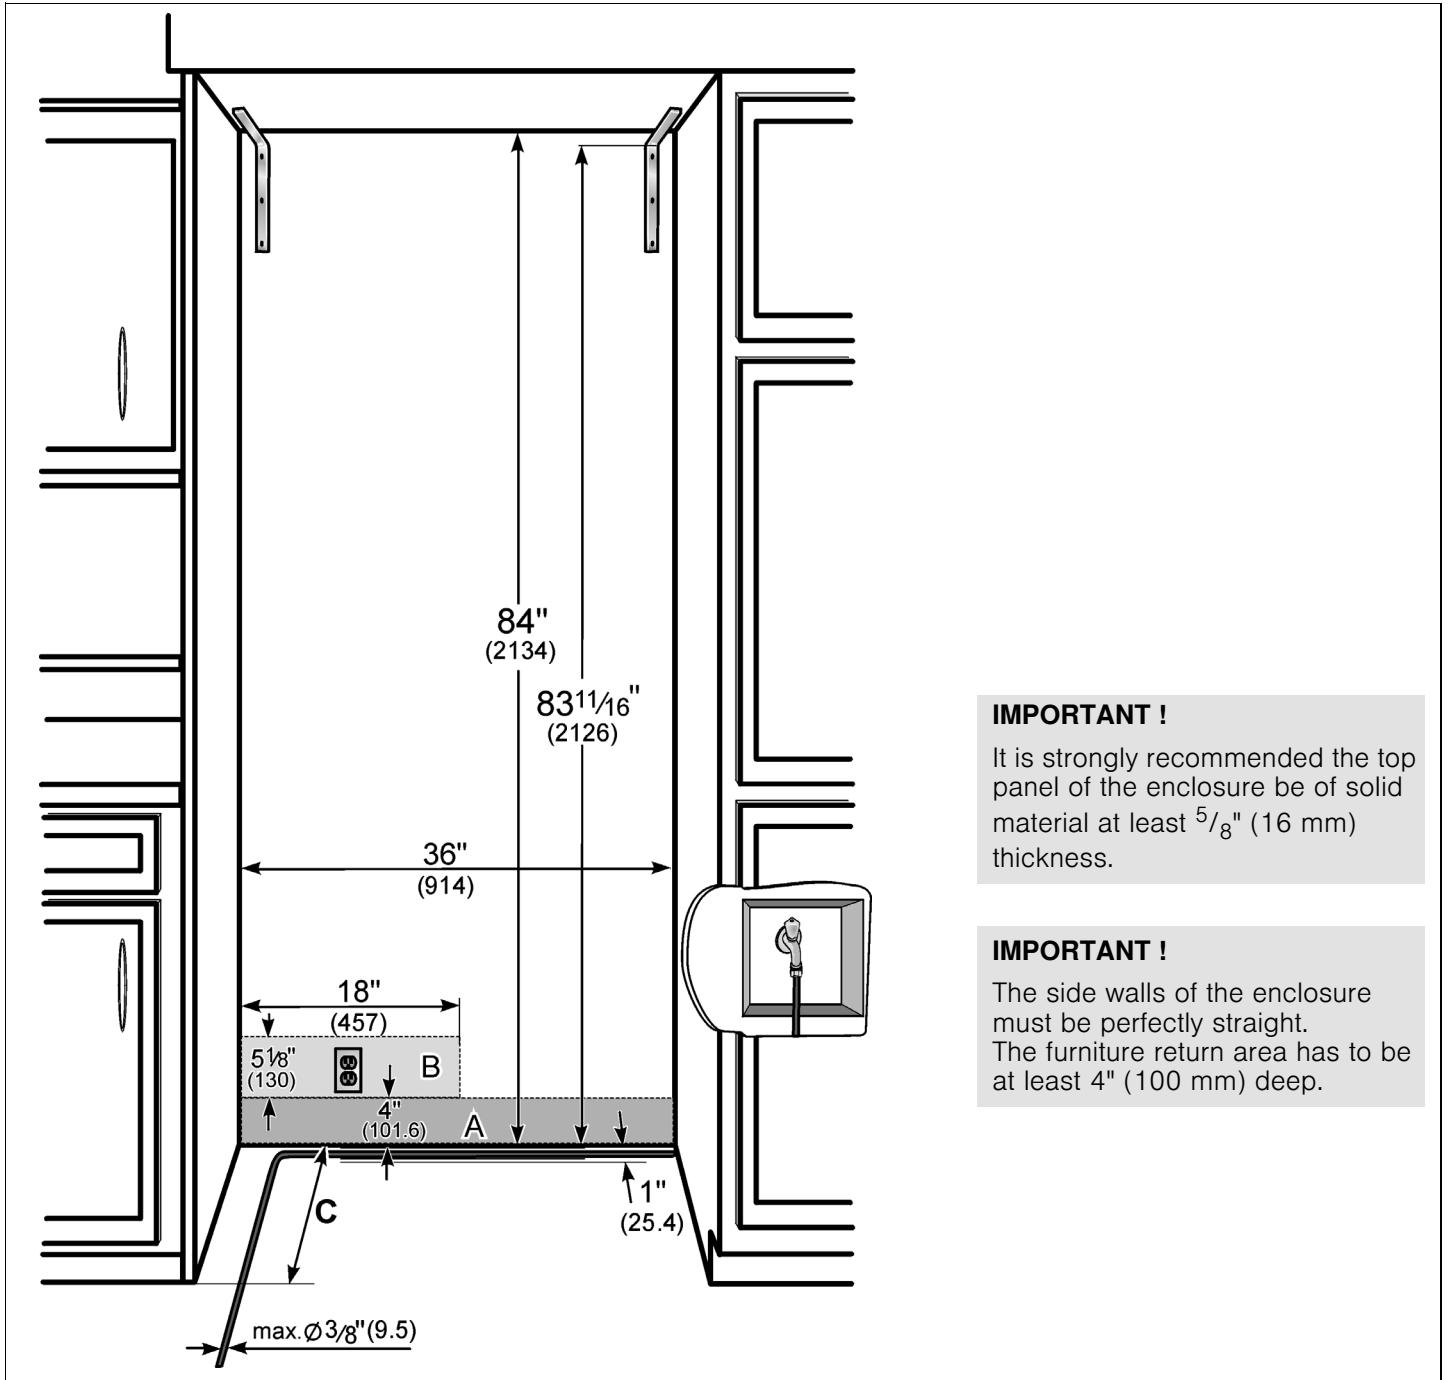 84"
(2134)
83 11/16"
(2126)
36"
(914)
18"
(457)
5 1/8"
(130)
B
4"
(101.6)
A
1"
(25.4)
C
max. Ø 3/8" (9.5)
IMPORTANT !
It is strongly recommended the top
panel of the enclosure be of solid
material at least 5/8" (16 mm)
thickness.
IMPORTANT !
The side walls of the enclosure
must be perfectly straight.
The furniture return area has to be
at least 4" (100 mm) deep.